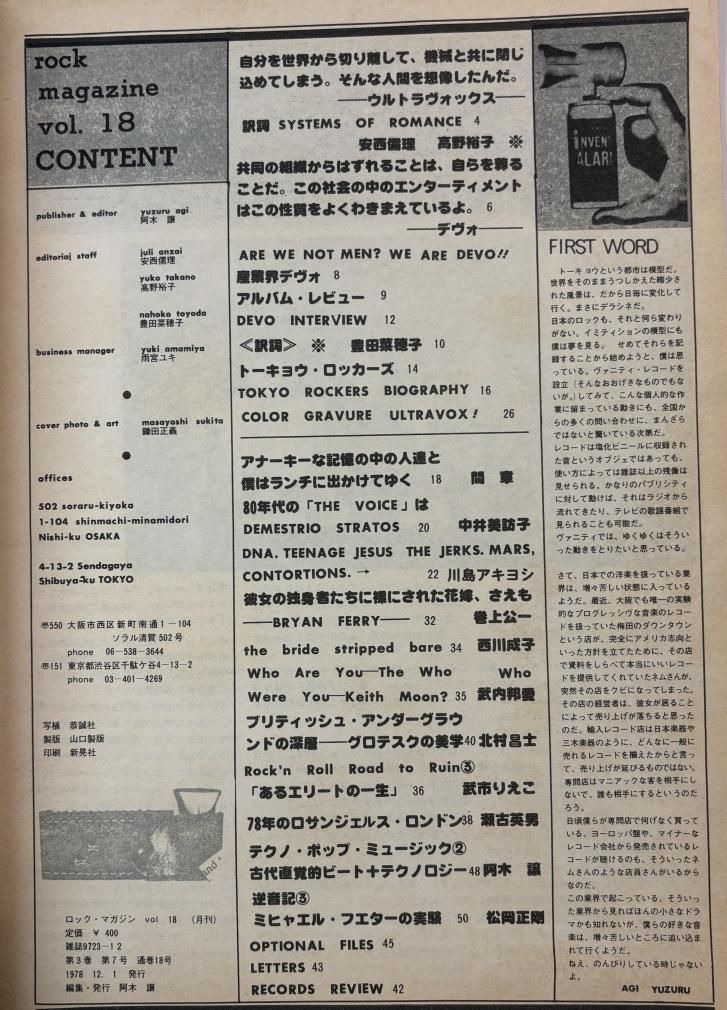 rock
magazine
vol. 18
CONTENT
publisher & editor yuzuru agi
阿木 譲
editorial staff juli anzai
安西儒理
yuko takano
高野裕子
nahoko toyoda
豊田菜穂子
business manager yuki amamiya
雨宮ユキ
cover photo & art masayoshi sukita
鋤田正義
offices
502 soraru-kiyoka
1-104 shinmachi-minamidori
Nishi-ku OSAKA
4-13-2 Sendagaya
Shibuya-ku TOKYO
〒550 大阪市西区新町南通1−104
ソラル清賀502号
phone 06−538−3644
〒151 東京都渋谷区千駄ケ谷4−13−2
phone 03−401−4269
写植 恭誠社
製版 山口製版
印刷 新晃社
and.
ロック・マガジン vol 18 (月刊)
定価 ¥400
雑誌9723−12
第3巻 第7号 通巻18号
1978 12. 1 発行
編集・発行 阿木 譲
自分を世界から切り離して、機械と共に閉じ
込めてしまう。そんな人間を想像したんだ。
——ウルトラヴォックス——
訳詞 SYSTEMS OF ROMANCE 4
安西儒理 高野裕子 ※
共同の組織からはずれることは、自らを葬る
ことだ。この社会の中のエンターティメント
はこの性質をよくわきまえているよ。 6
——デヴォ——
ARE WE NOT MEN? WE ARE DEVO!!
産業界デヴォ 8
アルバム・レビュー 9
DEVO INTERVIEW 12
≪訳詞≫ ※ 豊田菜穂子 10
トーキョウ・ロッカーズ 14
TOKYO ROCKERS BIOGRAPHY 16
COLOR GRAVURE ULTRAVOX! 26
アナーキーな記憶の中の人達と
僕はランチに出かけてゆく 18 間 章
80年代の「THE VOICE」は
DEMESTRIO STRATOS 20 中井美訪子
DNA. TEENAGE JESUS THE JERKS. MARS,
CONTORTIONS. → 22 川島アキヨシ
彼女の独身者たちに裸にされた花嫁、さえも
——BRYAN FERRY—— 32 巻上公一
the bride stripped bare 34 西川成子
Who Are You—The Who Who
Were You—Keith Moon? 35 武内邦愛
ブリティッシュ・アンダーグラウ
ンドの深層——グロテスクの美学40 北村昌士
Rock'n Roll Road to Ruin③
「あるエリートの一生」 36 武市りえこ
78年のロサンジェルス・ロンドン38 瀬古英男
テクノ・ポップ・ミュージック②
古代直覚的ビート+テクノロジー48 阿木 譲
逆音記③
ミヒャエル・フエターの実験 50 松岡正剛
OPTIONAL FILES 45
LETTERS 43
RECORDS REVIEW 42
INVEN
ALAR
FIRST WORD
トーキョウという都市は模型だ。
世界をそのままうつしかえた縮少さ
れた風景は、だから日毎に変化して
行く。まさにデラシネだ。
日本のロックも、それと何ら変わり
がない。イミティションの模型にも
僕は夢を見る。 せめてそれらを記
録することから始めようと、僕は思
っている。ヴァニティ・レコードを
設立(そんなおおげさなものでもな
いが。)してみて、こんな個人的な作
業に留まっている動きにも、全国か
らの多くの問い合わせに、まんざら
ではないと驚いている次第だ。
レコードは塩化ビニールに収録され
た音というオブジェではあっても、
使い方によっては雑誌以上の残像は
見せられる。かなりのパブリシティ
に対して動けば、それはラジオから
流れてきたり、テレビの歌謡番組で
見られることも可能だ。
ヴァニティでは、ゆくゆくはそうい
った動きをとりたいと思っている。
さて、日本での洋楽を扱っている業
界は、増々苦しい状態に入っている
ようだ。最近、大阪でも唯一の実験
的なプログレッシヴな音楽のレコー
ドを扱っていた梅田のダウンタウン
という店が、完全にアメリカ志向と
いった方針を立てたために、その店
で資料をしらべて本当にいいレコー
ドを提供してくれていたネムさんが、
突然その店をクビになってしまった。
その店の経営者は、彼女が居ること
によって売り上げが落ちると思った
のだ。輸入レコード店は日本楽器や
三木楽器のように、どんなに一般に
売れるレコードを揃えたからと言っ
て、売り上げが延びるものではない。
専門店はマニアックな客を相手にし
ないで、誰も相手にするというのだ
ろう。
日頃僕らが専門店で何げなく買って
いる、ヨーロッパ盤や、マイナーな
レコード会社から発売されているレ
コードが聴けるのも、そういったネ
ムさんのような店員さんがいるから
なのだ。
この業界で起こっている、そういっ
た業界から見ればほんの小さなドラ
マかも知れないが、僕らの好きな音
楽は、増々苦しいところに追い込ま
れて行くようだ。
ねえ、のんびりしている時じゃない
よ。
AGI YUZURU